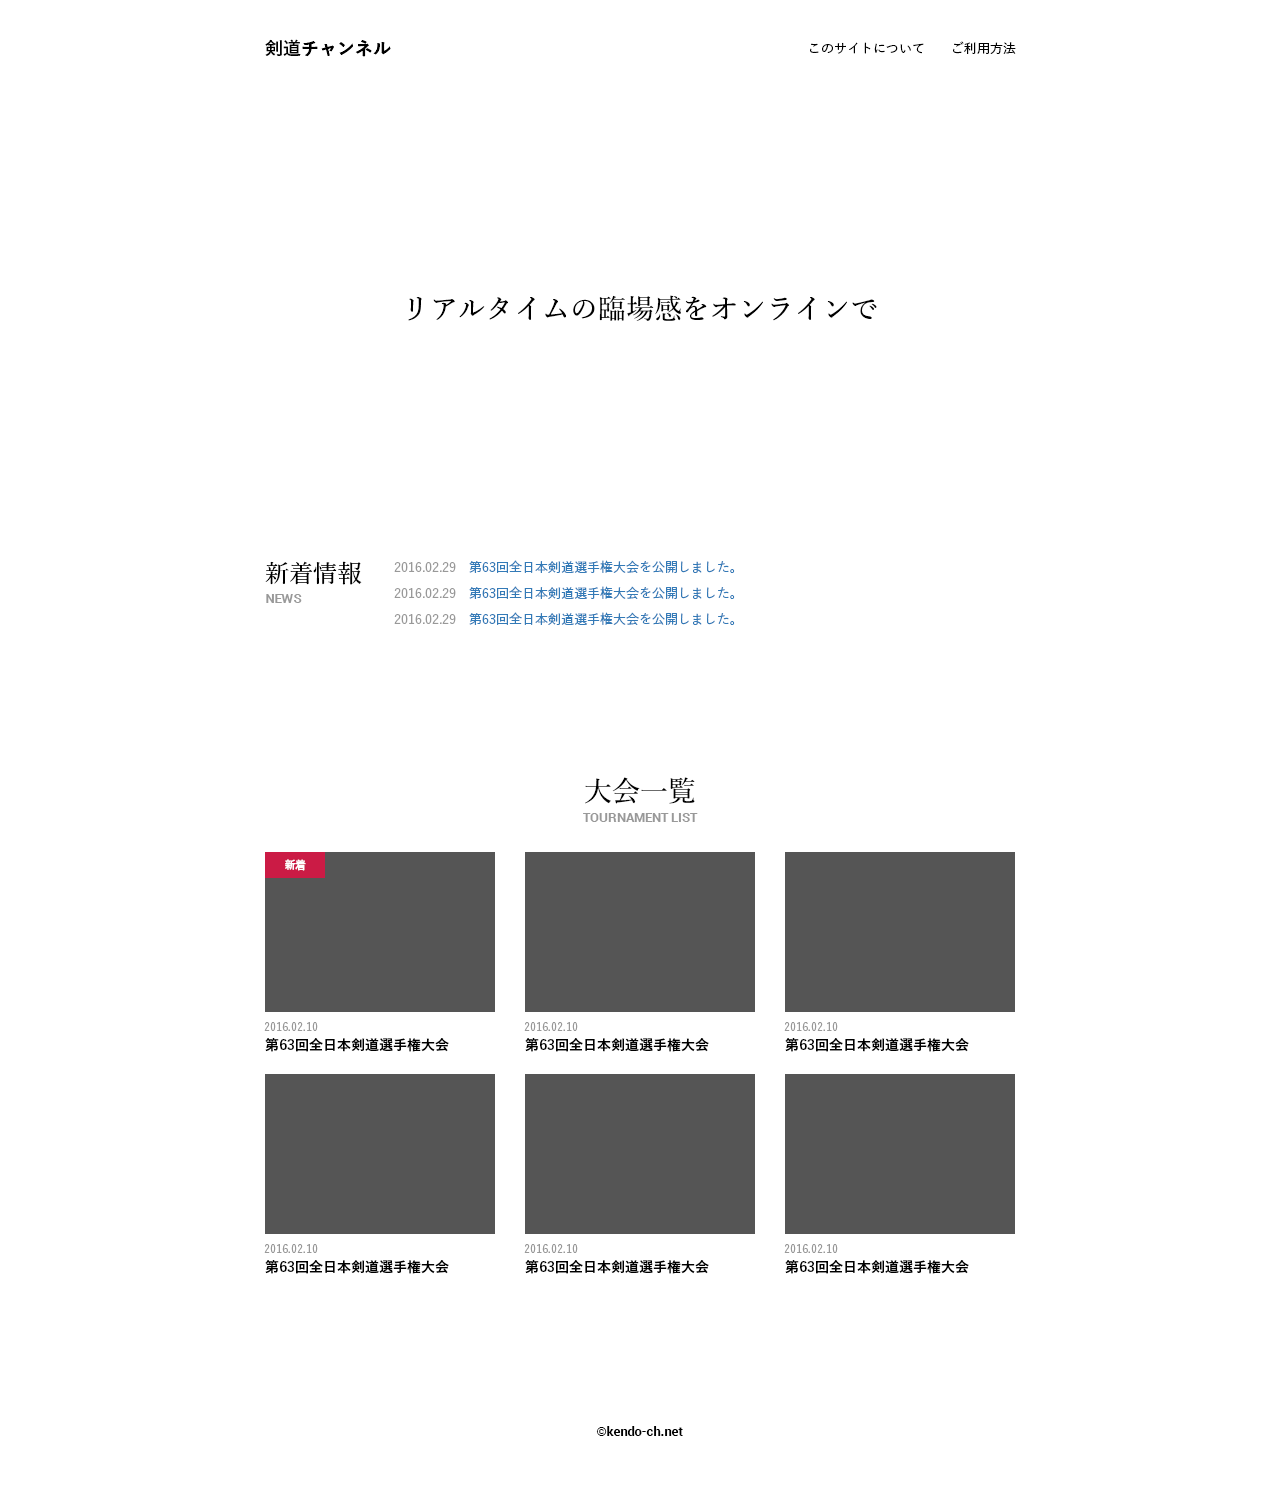 剣道チャンネル
このサイトについて ご利用方法
リアルタイムの臨場感をオンラインで
新着情報
NEWS
2016.02.29 第63回全日本剣道選手権大会を公開しました。
2016.02.29 第63回全日本剣道選手権大会を公開しました。
2016.02.29 第63回全日本剣道選手権大会を公開しました。
大会一覧
TOURNAMENT LIST
新着
2016.02.10
第63回全日本剣道選手権大会
2016.02.10
第63回全日本剣道選手権大会
2016.02.10
第63回全日本剣道選手権大会
2016.02.10
第63回全日本剣道選手権大会
2016.02.10
第63回全日本剣道選手権大会
2016.02.10
第63回全日本剣道選手権大会
©kendo-ch.net